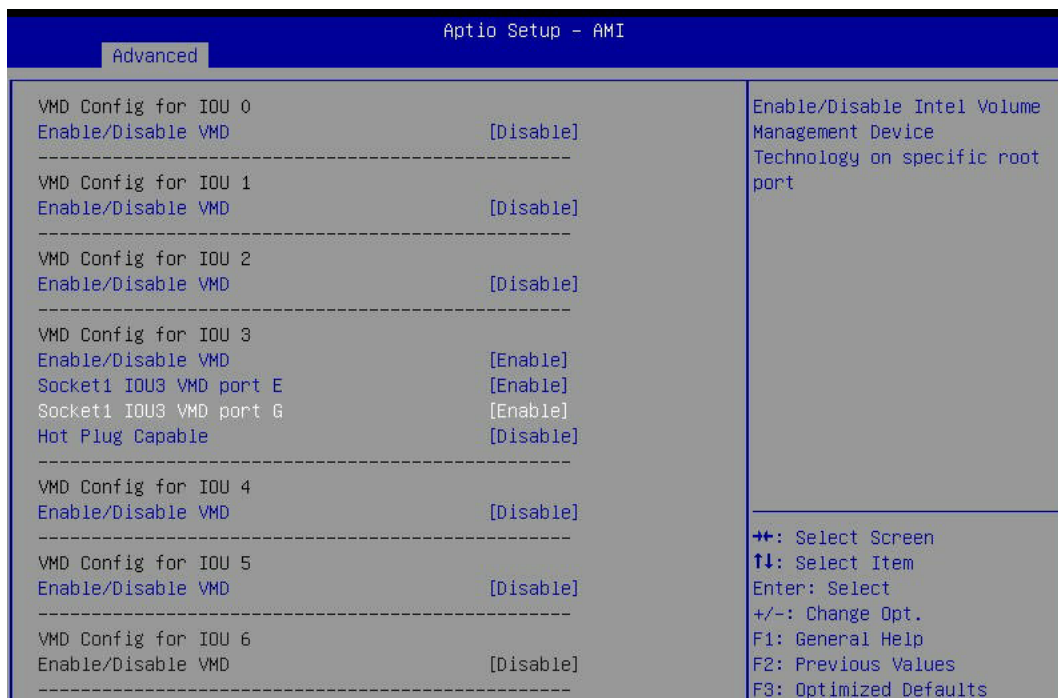 Aptio Setup – AMI
Advanced
VMD Config for IOU 0
Enable/Disable VMD [Disable]
VMD Config for IOU 1
Enable/Disable VMD [Disable]
VMD Config for IOU 2
Enable/Disable VMD [Disable]
VMD Config for IOU 3
Enable/Disable VMD [Enable]
Socket1 IOU3 VMD port E [Enable]
Socket1 IOU3 VMD port G [Enable]
Hot Plug Capable [Disable]
VMD Config for IOU 4
Enable/Disable VMD [Disable]
VMD Config for IOU 5
Enable/Disable VMD [Disable]
VMD Config for IOU 6
Enable/Disable VMD [Disable]
Enable/Disable Intel Volume
Management Device
Technology on specific root
port
→←: Select Screen
↑↓: Select Item
Enter: Select
+/-: Change Opt.
F1: General Help
F2: Previous Values
F3: Optimized Defaults